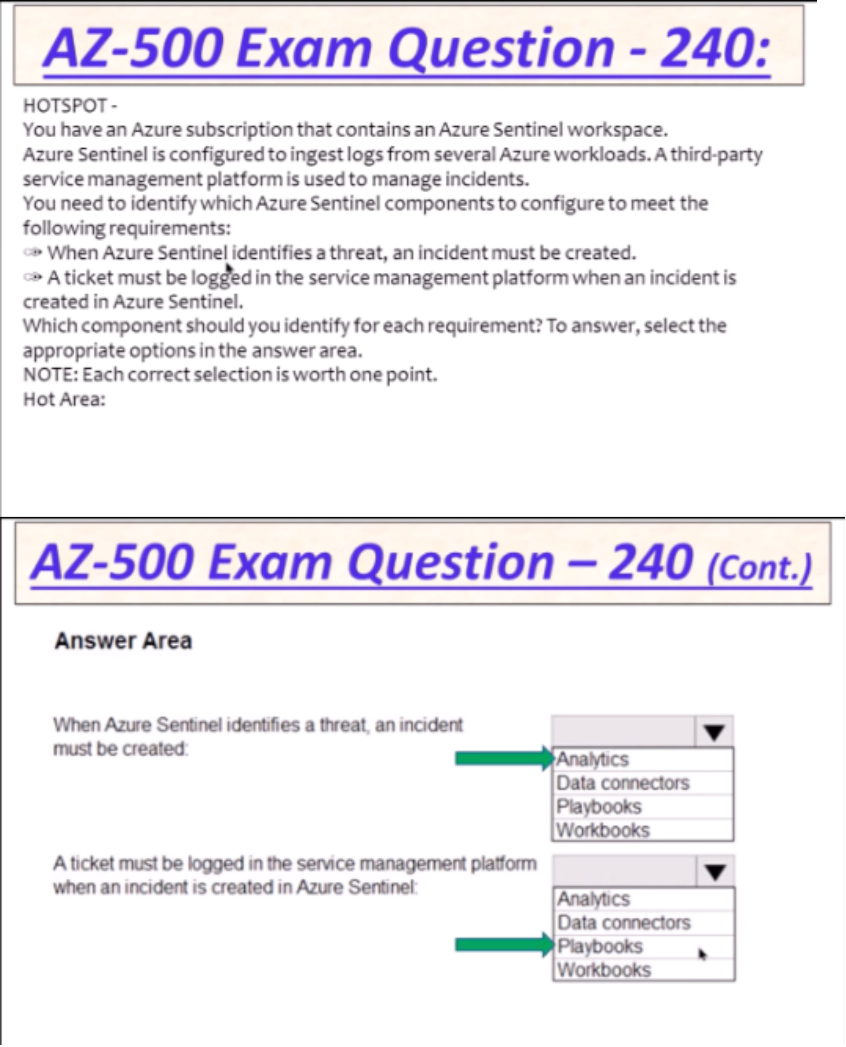 AZ-500 Exam Question - 240:
HOTSPOT -
You have an Azure subscription that contains an Azure Sentinel workspace.
Azure Sentinel is configured to ingest logs from several Azure workloads. A third-party
service management platform is used to manage incidents.
You need to identify which Azure Sentinel components to configure to meet the
following requirements:
When Azure Sentinel identifies a threat, an incident must be created.
A ticket must be logged in the service management platform when an incident is
created in Azure Sentinel.
Which component should you identify for each requirement? To answer, select the
appropriate options in the answer area.
NOTE: Each correct selection is worth one point.
Hot Area:
AZ-500 Exam Question – 240 (Cont.)
Answer Area
When Azure Sentinel identifies a threat, an incident
must be created:
Analytics
Data connectors
Playbooks
Workbooks
A ticket must be logged in the service management platform
when an incident is created in Azure Sentinel:
Analytics
Data connectors
Playbooks
Workbooks